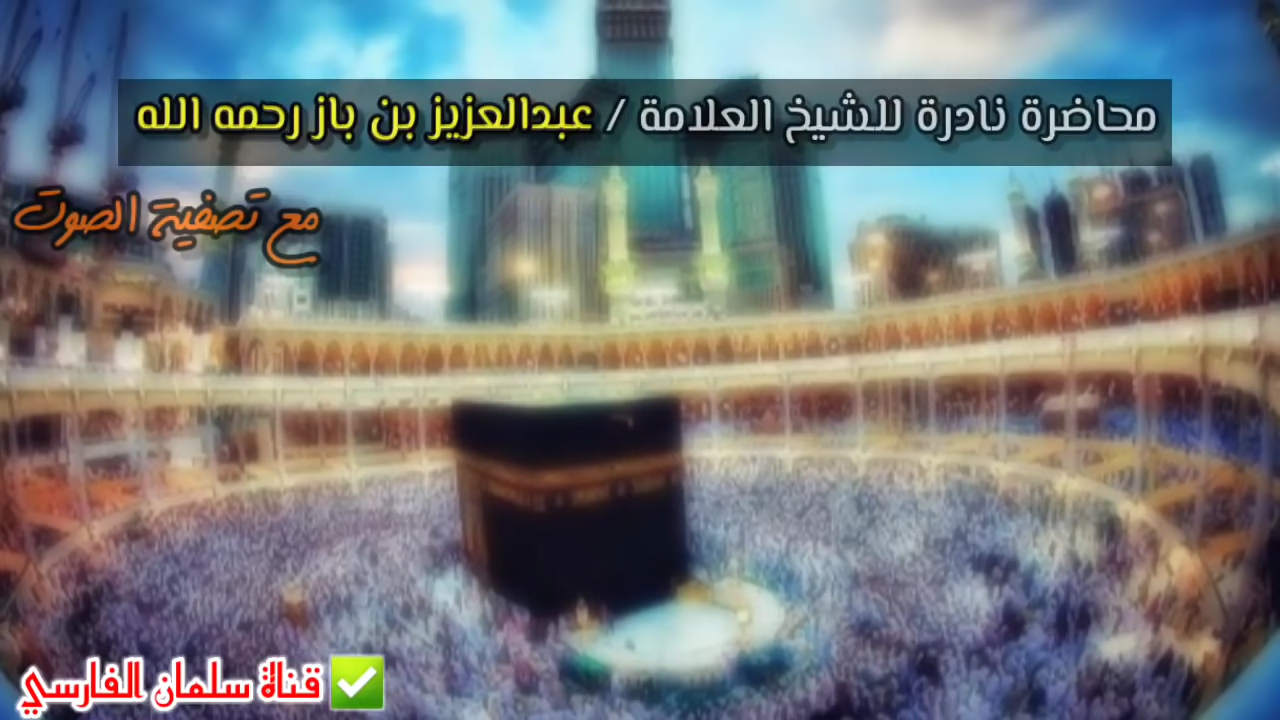 محاضرة نادرة للشيخ العلامة / عبدالعزيز بن باز رحمه الله
مع تصفية الصوت
قناة سلمان الفارسي ✅